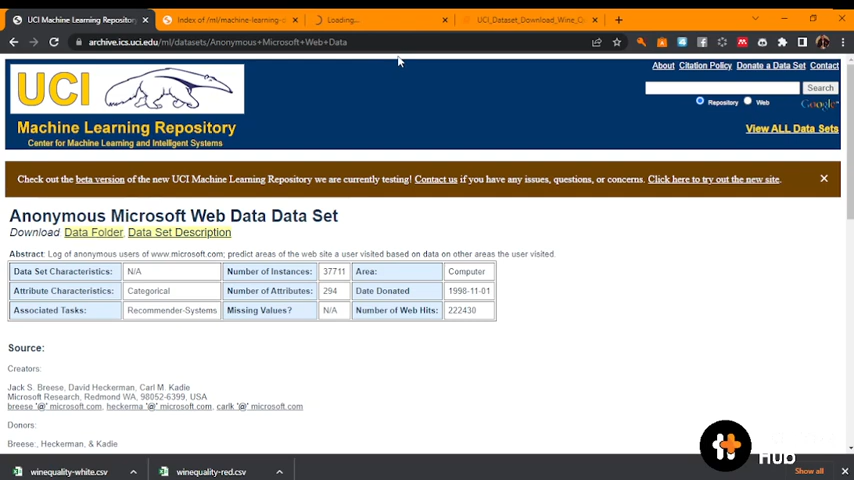 UCI Machine Learning Repository
Index of /ml/machine-learning-
Loading...
UCI_Dataset_Download_Wine_
archive.ics.uci.edu/ml/datasets/Anonymous+Microsoft+Web+Data
UCI
Machine Learning Repository
Center for Machine Learning and Intelligent Systems
About Citation Policy Donate a Data Set Contact
Search
Repository Web
Google
View ALL Data Sets
Check out the beta version of the new UCI Machine Learning Repository we are currently testing! Contact us if you have any issues, questions, or concerns. Click here to try out the new site.
Anonymous Microsoft Web Data Data Set
Download Data Folder, Data Set Description
Abstract: Log of anonymous users of www.microsoft.com; predict areas of the web site a user visited based on data on other areas the user visited.
Data Set Characteristics: N/A Number of Instances: 37711 Area: Computer
Attribute Characteristics: Categorical Number of Attributes: 294 Date Donated 1998-11-01
Associated Tasks: Recommender-Systems Missing Values? N/A Number of Web Hits: 222430
Source:
Creators:
Jack S. Breese, David Heckerman, Carl M. Kadie
Microsoft Research, Redmond WA, 98052-6399, USA
breese '@' microsoft.com, heckerma '@' microsoft.com, carlk '@' microsoft.com
Donors:
Breese:, Heckerman, & Kadie
Hub
winequality-white.csv
winequality-red.csv
Show all